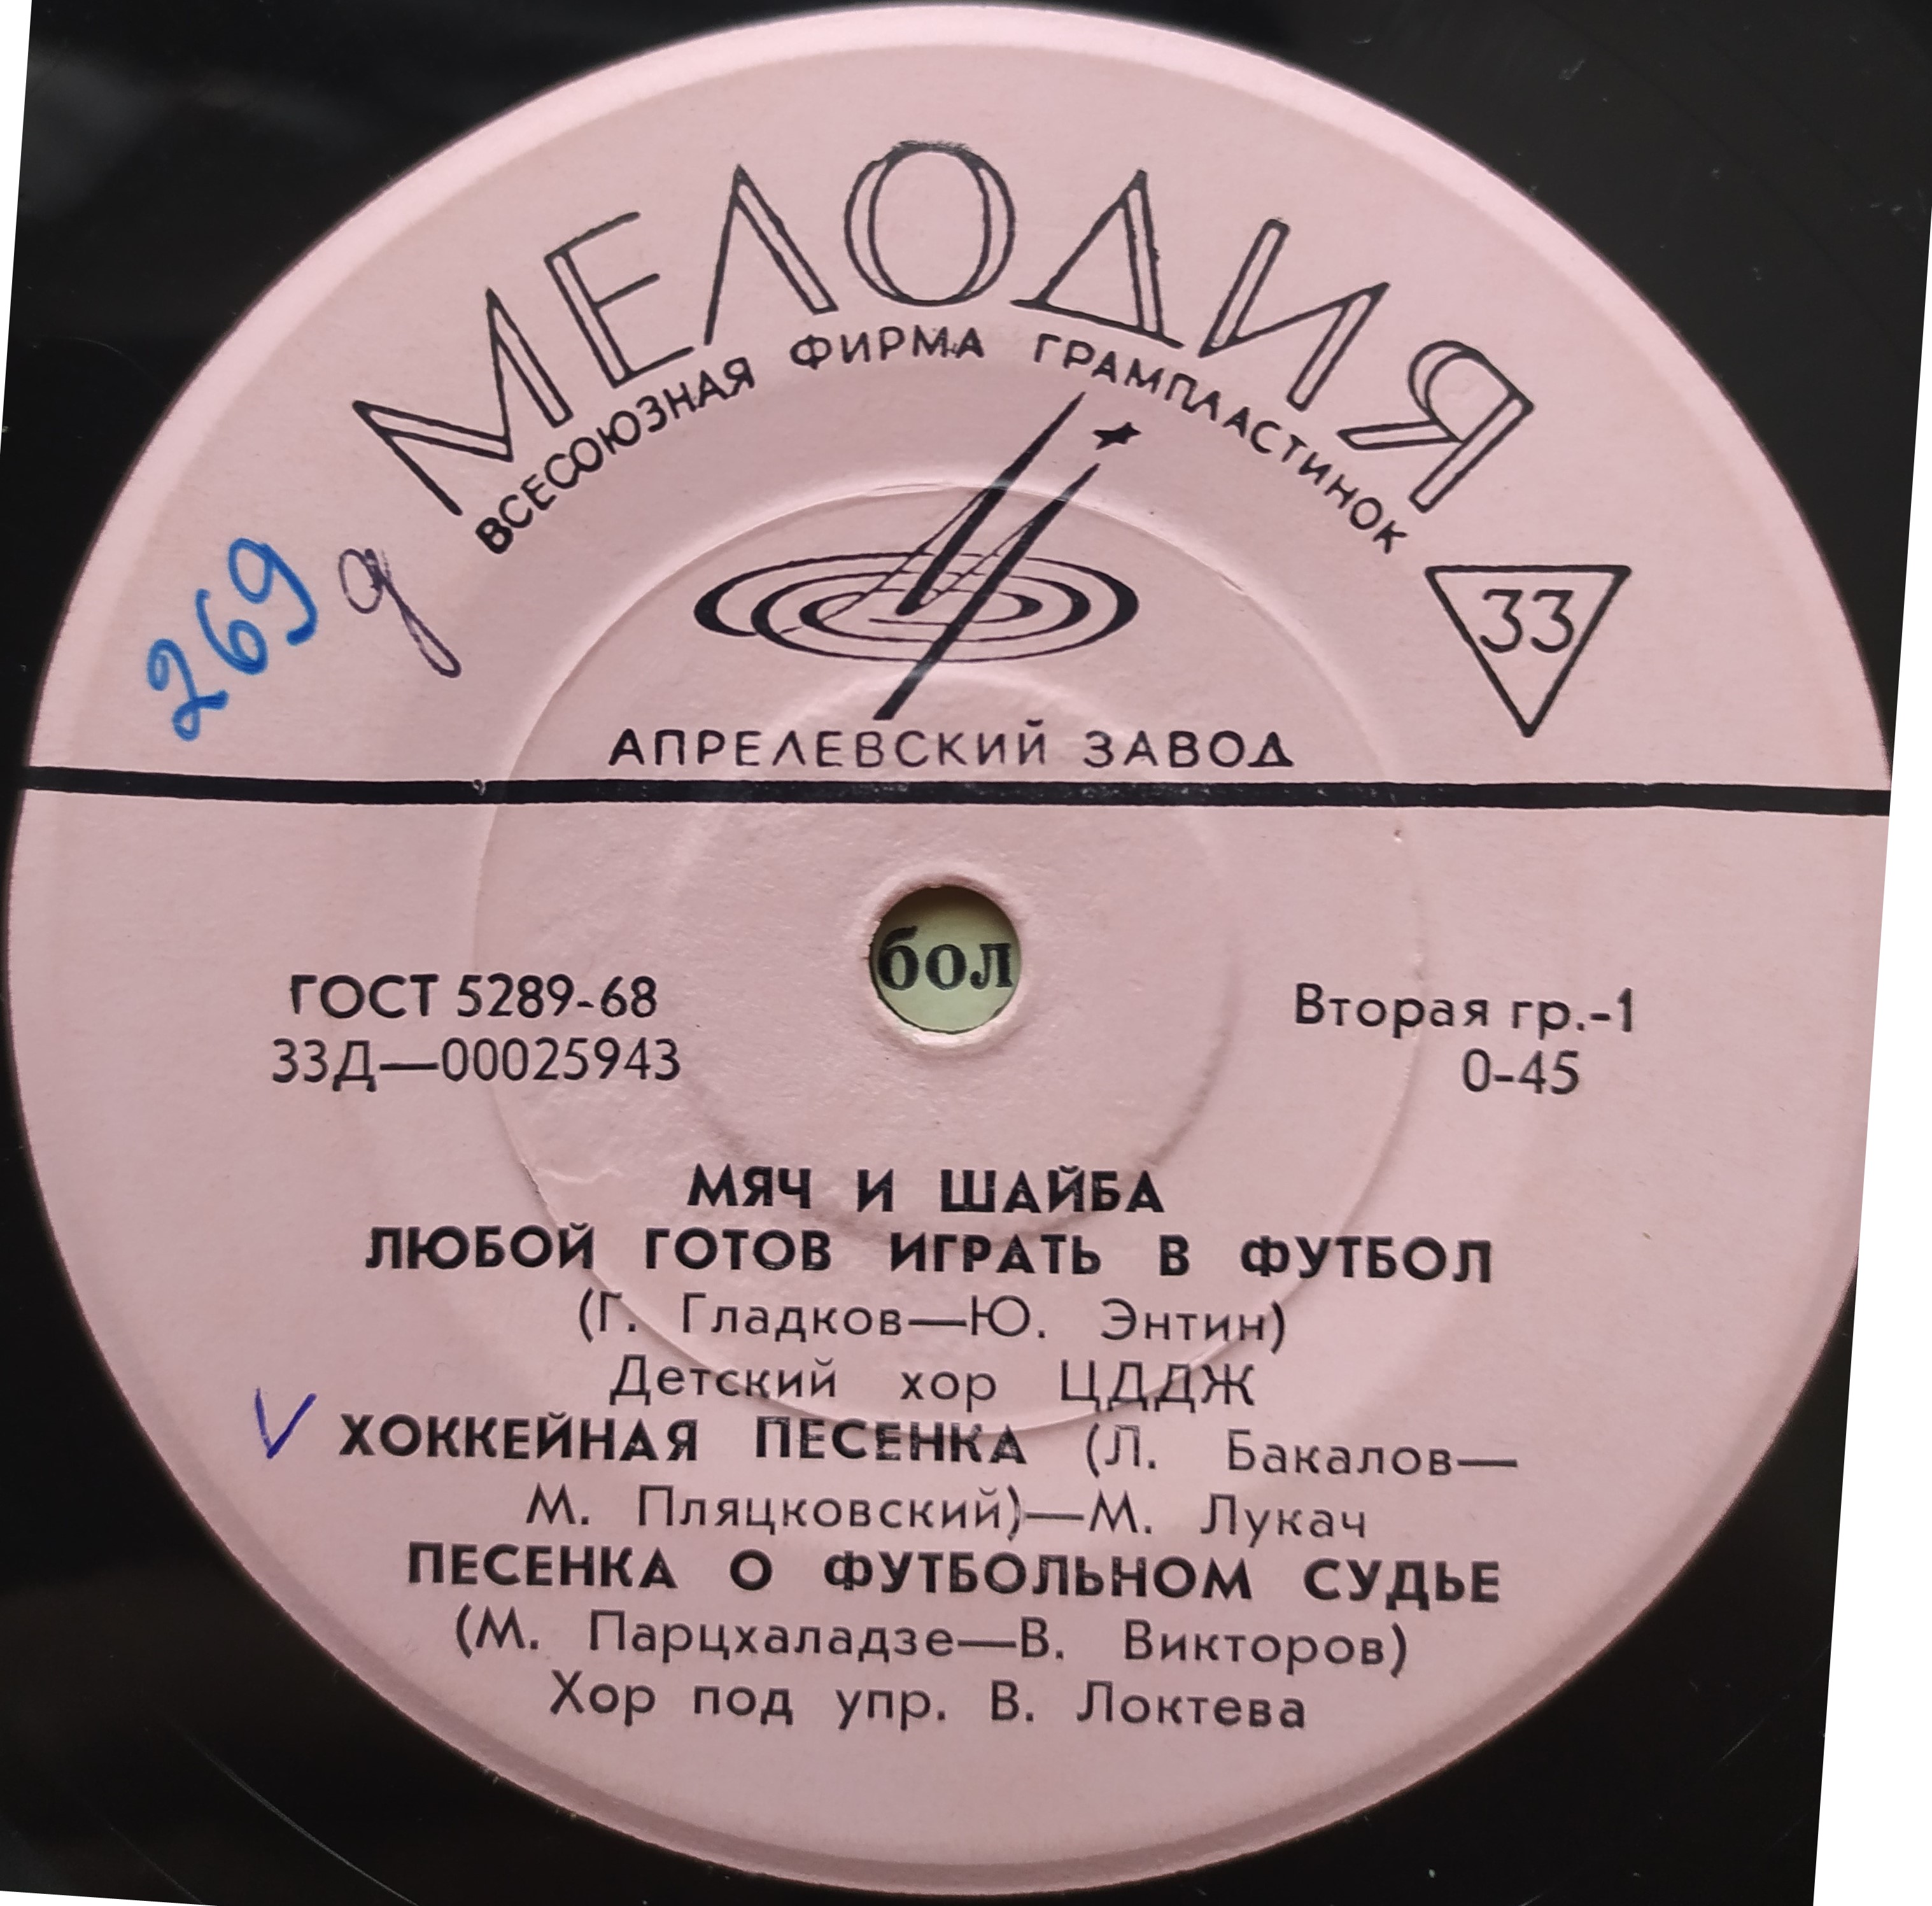 МЕЛОДИЯ
ВСЕСОЮЗНАЯ ФИРМА ГРАМПЛАСТИНОК
269
д
33
АПРЕЛЕВСКИЙ ЗАВОД
бол
ГОСТ 5289-68
33Д—00025943
Вторая гр.-1
0-45
МЯЧ И ШАЙБА
ЛЮБОЙ ГОТОВ ИГРАТЬ В ФУТБОЛ
(Г. Гладков—Ю. Энтин)
Детский хор ЦДДЖ
V ХОККЕЙНАЯ ПЕСЕНКА (Л. Бакалов—
М. Пляцковский)—М. Лукач
ПЕСЕНКА О ФУТБОЛЬНОМ СУДЬЕ
(М. Парцхаладзе—В. Викторов)
Хор под упр. В. Локтева